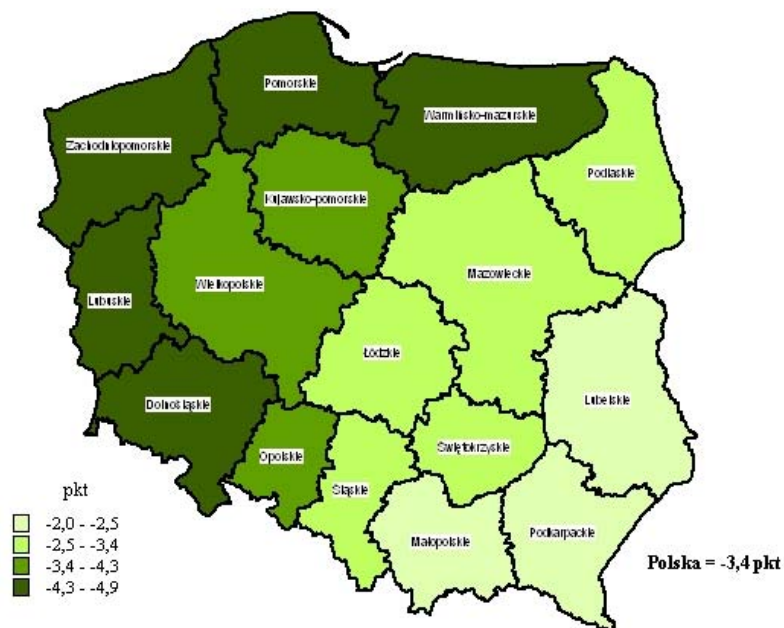 Pomorskie
Warmińsko-mazurskie
Zachodniopomorskie
Podlaskie
Kujawsko-pomorskie
Mazowieckie
Wielkopolskie
Lubuskie
Łódzkie
Lubelskie
Dolnośląskie
Świętokrzyskie
Opolskie
Śląskie
Podkarpackie
Małopolskie
pkt
-2,0 - -2,5
-2,5 - -3,4
-3,4 - -4,3
-4,3 - -4,9
Polska = -3,4 pkt